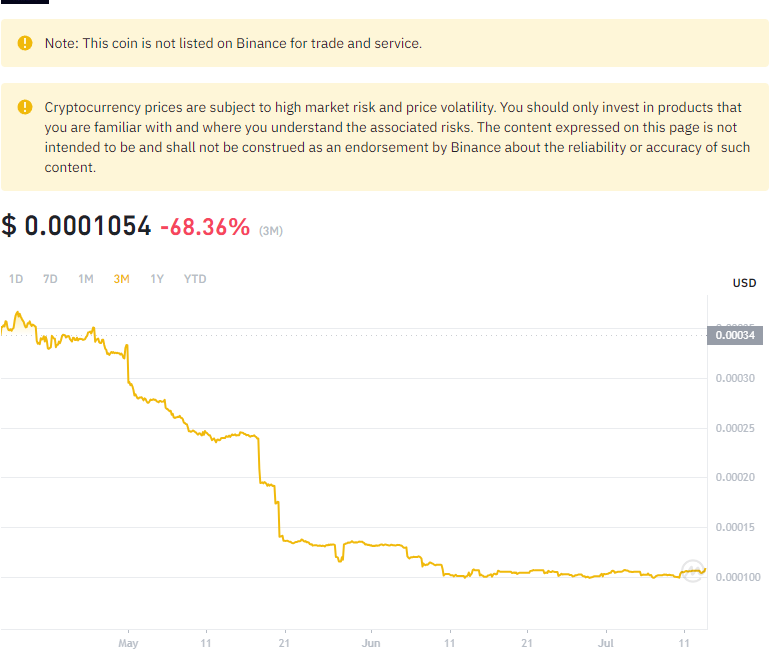 Note: This coin is not listed on Binance for trade and service.
Cryptocurrency prices are subject to high market risk and price volatility. You should only invest in products that
you are familiar with and where you understand the associated risks. The content expressed on this page is not
intended to be and shall not be construed as an endorsement by Binance about the reliability or accuracy of such
content.
$ 0.0001054 -68.36% (3M)
1D 7D 1M 3M 1Y YTD
USD
0.00034
0.00030
0.00025
0.00020
0.00015
0.000100
May 11 21 Jun 11 21 Jul 11